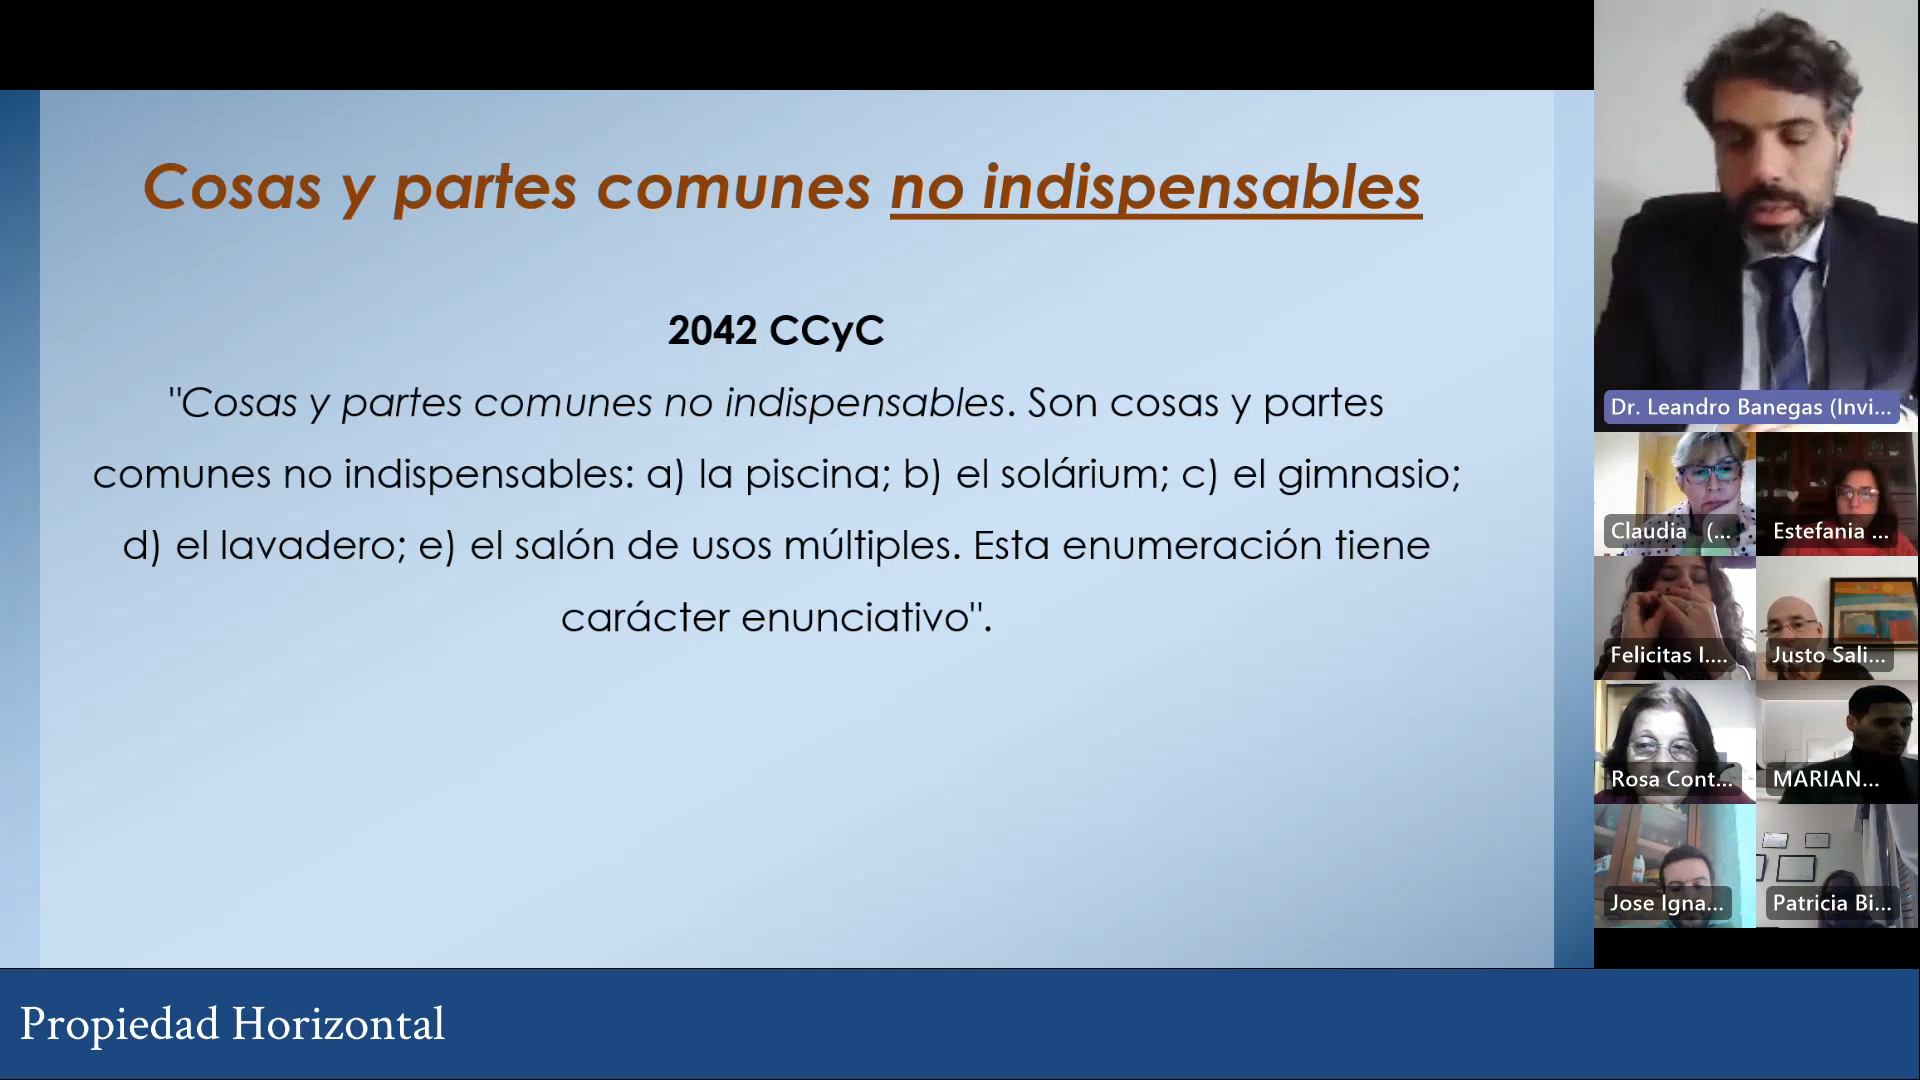 Cosas y partes comunes no indispensables
2042 CCyC
"Cosas y partes comunes no indispensables. Son cosas y partes
comunes no indispensables: a) la piscina; b) el solárium; c) el gimnasio;
d) el lavadero; e) el salón de usos múltiples. Esta enumeración tiene
carácter enunciativo".
Dr. Leandro Banegas (Invi...
Claudia (...
Estefania ...
Felicitas I....
Justo Sali...
Rosa Cont...
MARIAN...
Jose Igna...
Patricia Bi...
Propiedad Horizontal